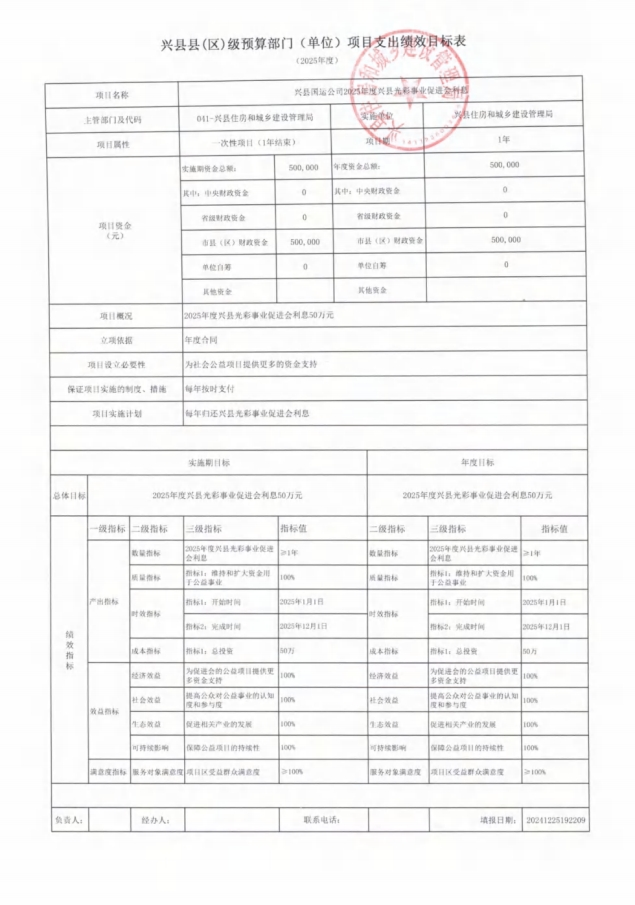 兴县县(区)级预算部门（单位）项目支出绩效目标表
（2025年度）
项目名称 兴县国运公司2025年度兴县光彩事业促进会利息
主管部门及代码 041-兴县住房和城乡建设管理局 实施单位 兴县住房和城乡建设管理局
项目属性 一次性项目（1年结束） 项目期 1年
项目资金（元） 实施期资金总额： 500,000 年度资金总额： 500,000
其中：中央财政资金 0 其中：中央财政资金 0
省级财政资金 0 省级财政资金 0
市县（区）财政资金 500,000 市县（区）财政资金 500,000
单位自筹 0 单位自筹 0
其他资金 其他资金
项目概况 2025年度兴县光彩事业促进会利息50万元
立项依据 年度合同
项目设立必要性 为社会公益项目提供更多的资金支持
保证项目实施的制度、措施 每年按时支付
项目实施计划 每年归还兴县光彩事业促进会利息
实施期目标 年度目标
总体目标 2025年度兴县光彩事业促进会利息50万元 2025年度兴县光彩事业促进会利息50万元
绩效指标 一级指标 二级指标 三级指标 指标值 二级指标 三级指标 指标值
产出指标 数量指标 2025年度兴县光彩事业促进会利息 ≥1年 数量指标 2025年度兴县光彩事业促进会利息 ≥1年
质量指标 指标1：维持和扩大资金用于公益事业 100% 质量指标 指标1：维持和扩大资金用于公益事业 100%
时效指标 指标1：开始时间 2025年1月1日 时效指标 指标1：开始时间 2025年1月1日
指标2：完成时间 2025年12月1日 指标2：完成时间 2025年12月1日
成本指标 指标1：总投资 50万 成本指标 指标1：总投资 50万
效益指标 经济效益 为促进会的公益项目提供更多资金支持 100% 经济效益 为促进会的公益项目提供更多资金支持 100%
社会效益 提高公众对公益事业的认知度和参与度 100% 社会效益 提高公众对公益事业的认知度和参与度 100%
生态效益 促进相关产业的发展 100% 生态效益 促进相关产业的发展 100%
可持续影响 保障公益项目的持续性 100% 可持续影响 保障公益项目的持续性 100%
满意度指标 服务对象满意度 项目区受益群众满意度 ≥100% 服务对象满意度 项目区受益群众满意度 ≥100%
负责人： 经办人： 联系电话： 填报日期： 20241225192209